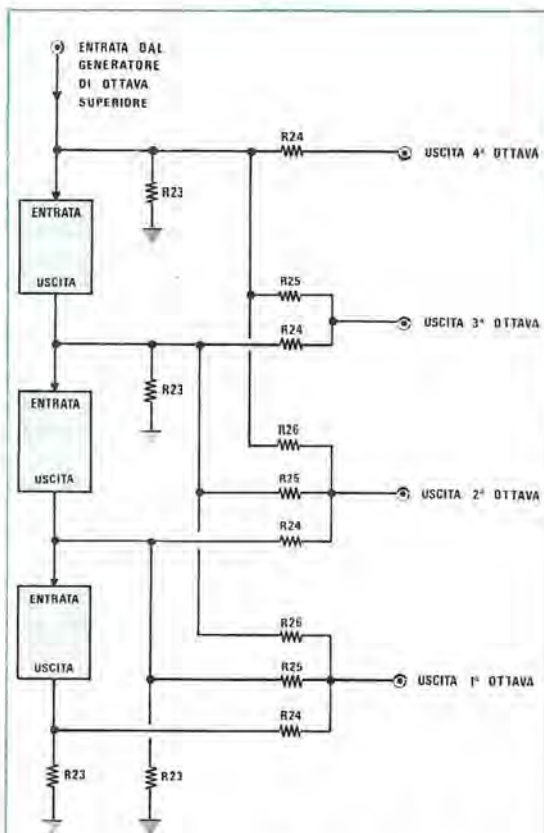 ENTRATA DAL
GENERATORE
DI OTTAVA
SUPERIORE
R24
USCITA 4ª OTTAVA
R23
ENTRATA
USCITA
R25
R24
USCITA 3ª OTTAVA
R23
ENTRATA
USCITA
R26
R25
USCITA 2ª OTTAVA
R24
ENTRATA
USCITA
R26
R25
USCITA 1ª OTTAVA
R24
R23
R23